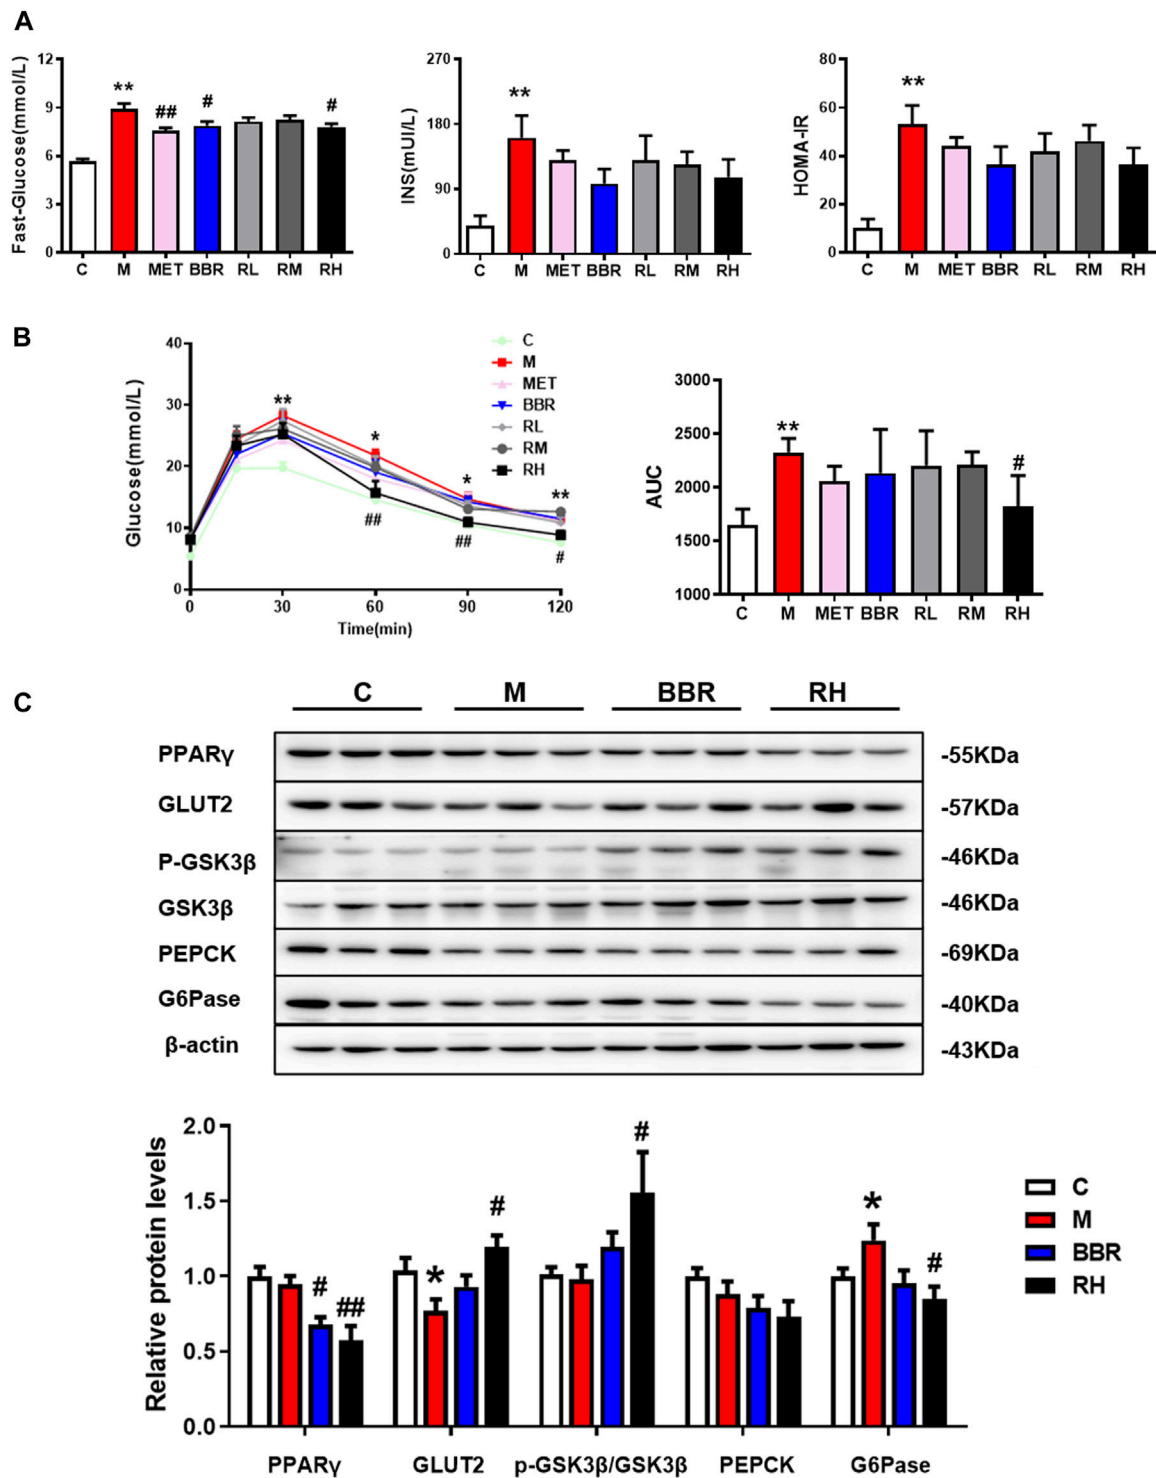 A
Fast-Glucose(mmol/L)
12
9
6
3
0
**
##
#
#
C M MET BBR RL RM RH
INS(mUI/L)
270
180
90
0
**
C M MET BBR RL RM RH
HOMA-IR
80
60
40
20
0
**
C M MET BBR RL RM RH
B
Glucose(mmol/L)
40
30
20
10
0
** * * **
## ## #
0 30 60 90 120
Time(min)
C
M
MET
BBR
RL
RM
RH
AUC
3000
2500
2000
1500
1000
**
#
C M MET BBR RL RM RH
C
C M BBR RH
PPARγ -55KDa
GLUT2 -57KDa
P-GSK3β -46KDa
GSK3β -46KDa
PEPCK -69KDa
G6Pase -40KDa
β-actin -43KDa
Relative protein levels
2.0
1.5
1.0
0.5
0.0
# ## * # # * #
PPARγ GLUT2 p-GSK3β/GSK3β PEPCK G6Pase
C
M
BBR
RH